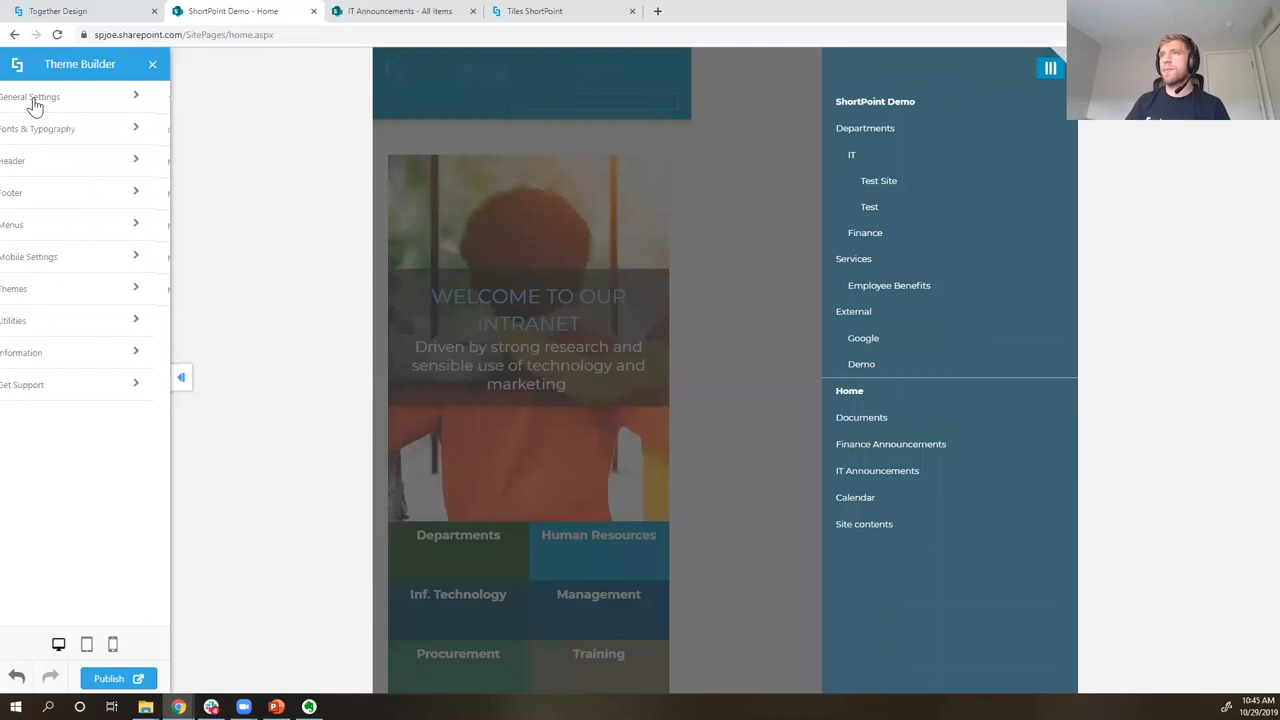 Together Design
ShortPoint Demo - Home
IT Announcements - All items
Tiles ShortPoint
spjoe.sharepoint.com/SitePages/home.aspx
Theme Builder
General Settings
Fonts & Typography
Header
Footer
Menus
Mobile Settings
Themes
Utilities
Information
Get Support
Publish
WELCOME TO OUR
INTRANET
Driven by strong research and
sensible use of technology and
marketing
Departments
Human Resources
Inf. Technology
Management
Procurement
Training
ShortPoint Demo
Departments
IT
Test Site
Test
Finance
Services
Employee Benefits
External
Google
Demo
Home
Documents
Finance Announcements
IT Announcements
Calendar
Site contents
10:45 AM
10/29/2019